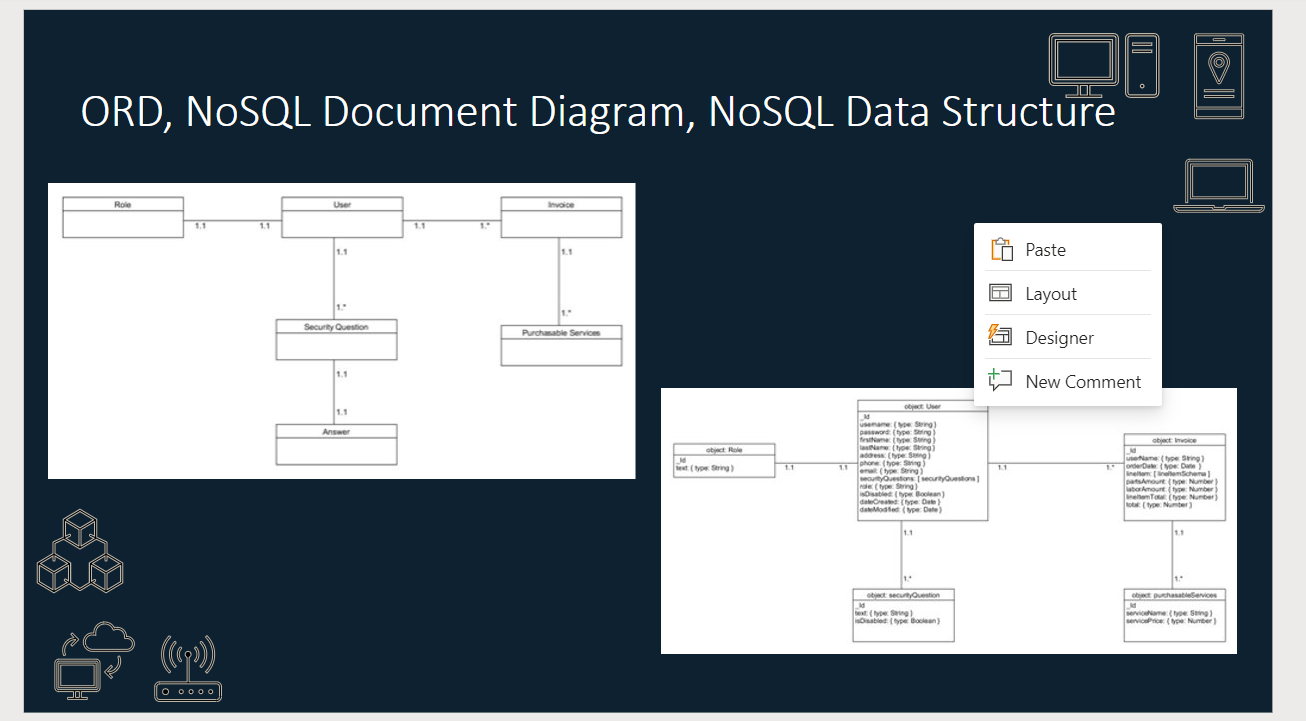 ORD, NoSQL Document Diagram, NoSQL Data Structure
Role
User
Invoice
1.1
1.1
1.1
1.*
1.1
1.*
1.1
1.*
Security Question
Purchasable Services
1.1
1.1
Answer
Paste
Layout
Designer
New Comment
object: User
_id
username: { type: String }
password: { type: String }
firstName: { type: String }
lastName: { type: String }
address: { type: String }
phone: { type: String }
email: { type: String }
securityQuestions: [ securityQuestions ]
role: { type: String }
isDisabled: { type: Boolean }
dateCreated: { type: Date }
dateModified: { type: Date }
object: Role
_id
text: { type: String }
1.1
1.1
1.1
1.*
object: Invoice
_id
userName: { type: String }
orderDate: { type: Date }
lineItem: [ lineItemSchema ]
partsAmount: { type: Number }
laborAmount: { type: Number }
lineItemTotal: { type: Number }
total: { type: Number }
1.1
1.*
1.1
1.*
object: securityQuestion
_id
text: { type: String }
isDisabled: { type: Boolean }
object: purchasableServices
_id
serviceName: { type: String }
servicePrice: { type: Number }